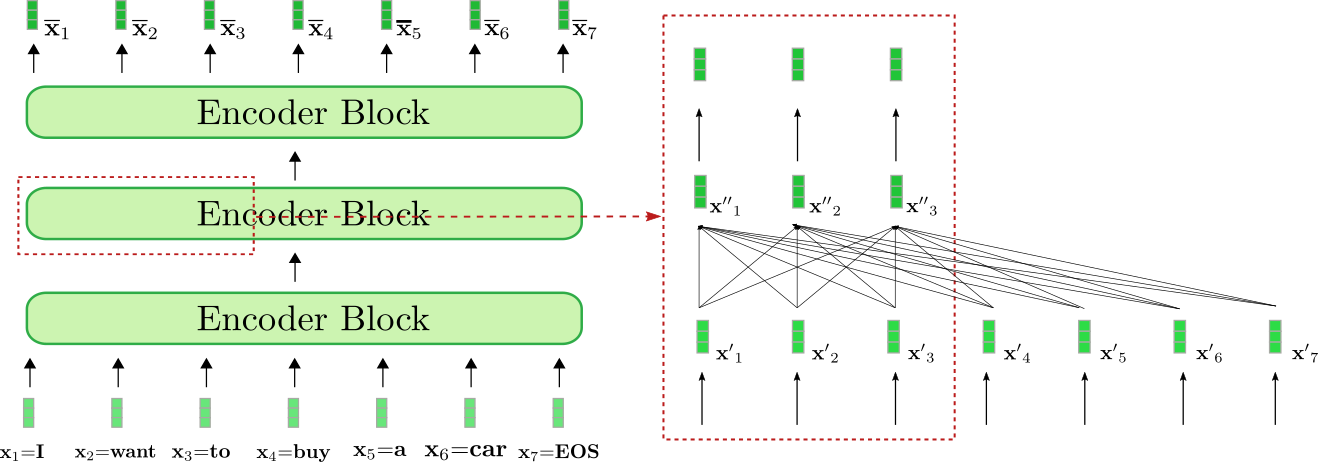 x̅₁ x̅₂ x̅₃ x̅₄ x̅₅ x̅₆ x̅₇
Encoder Block
Encoder Block
Encoder Block
x₁=I x₂=want x₃=to x₄=buy x₅=a x₆=car x₇=EOS
x″₁ x″₂ x″₃
x′₁ x′₂ x′₃ x′₄ x′₅ x′₆ x′₇